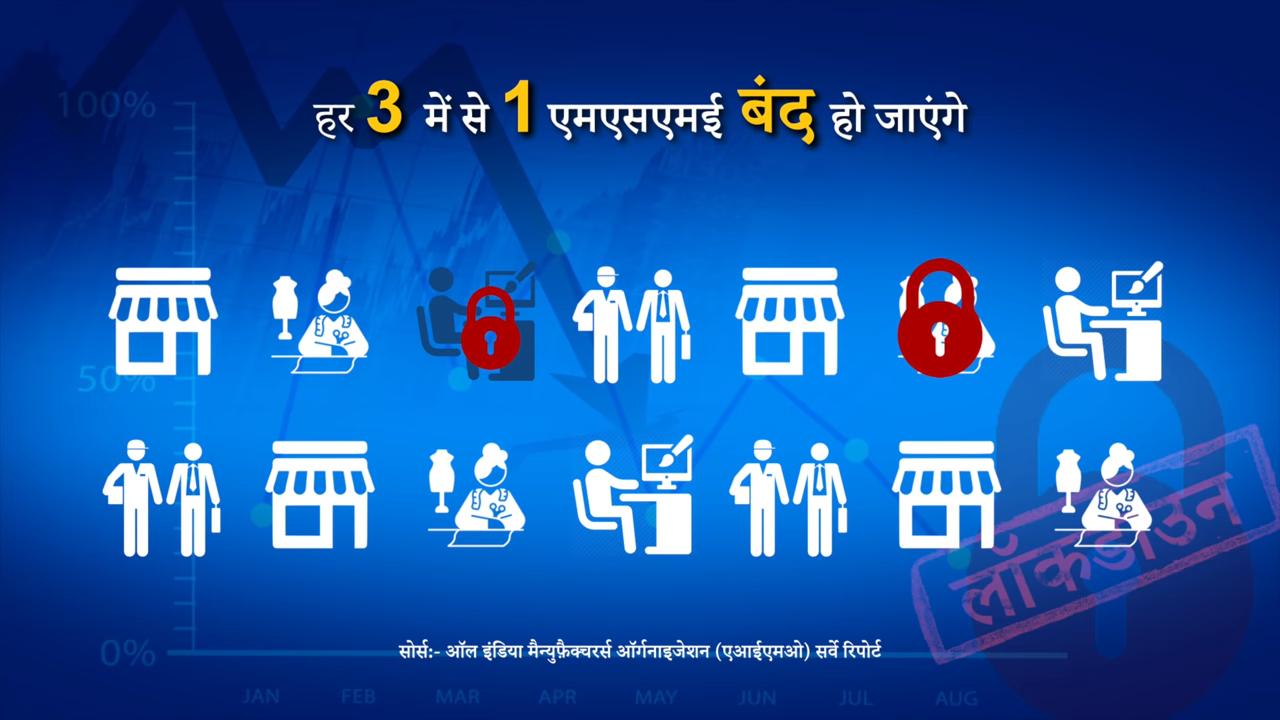 हर 3 में से 1 एमएसएमई बंद हो जाएंगे
100%
50%
0%
लॉकडाउन
सोर्स:- ऑल इंडिया मैन्युफ़ैक्चरर्स ऑर्गनाइजेशन (एआईएमओ) सर्वे रिपोर्ट
JAN FEB MAR APR MAY JUN JUL AUG